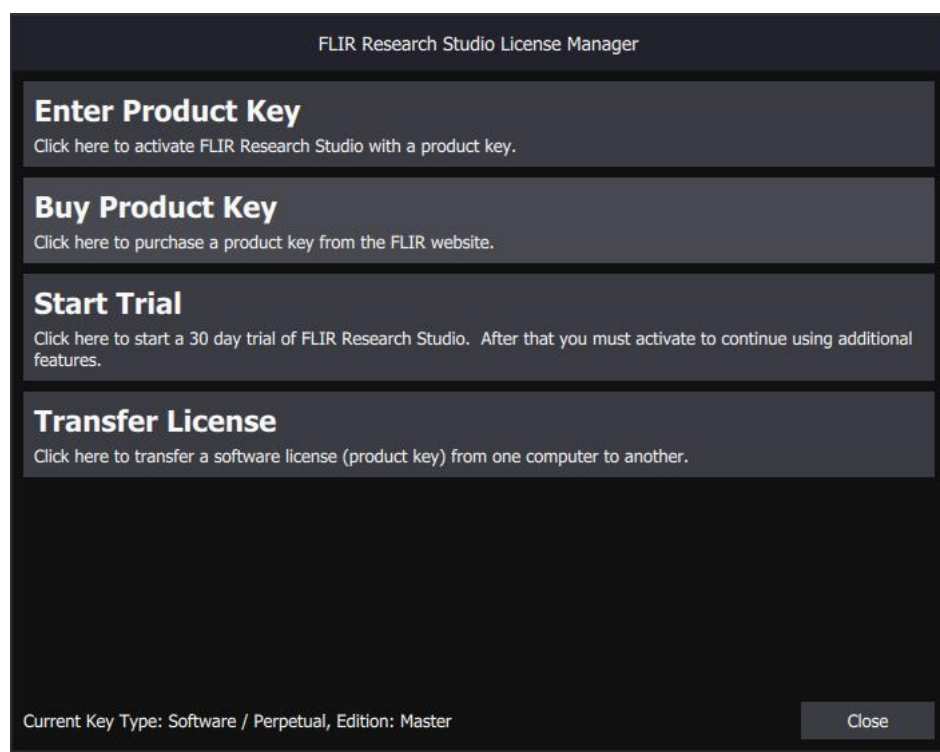 FLIR Research Studio License Manager
Enter Product Key
Click here to activate FLIR Research Studio with a product key.
Buy Product Key
Click here to purchase a product key from the FLIR website.
Start Trial
Click here to start a 30 day trial of FLIR Research Studio.  After that you must activate to continue using additional
features.
Transfer License
Click here to transfer a software license (product key) from one computer to another.
Current Key Type: Software / Perpetual, Edition: Master
Close